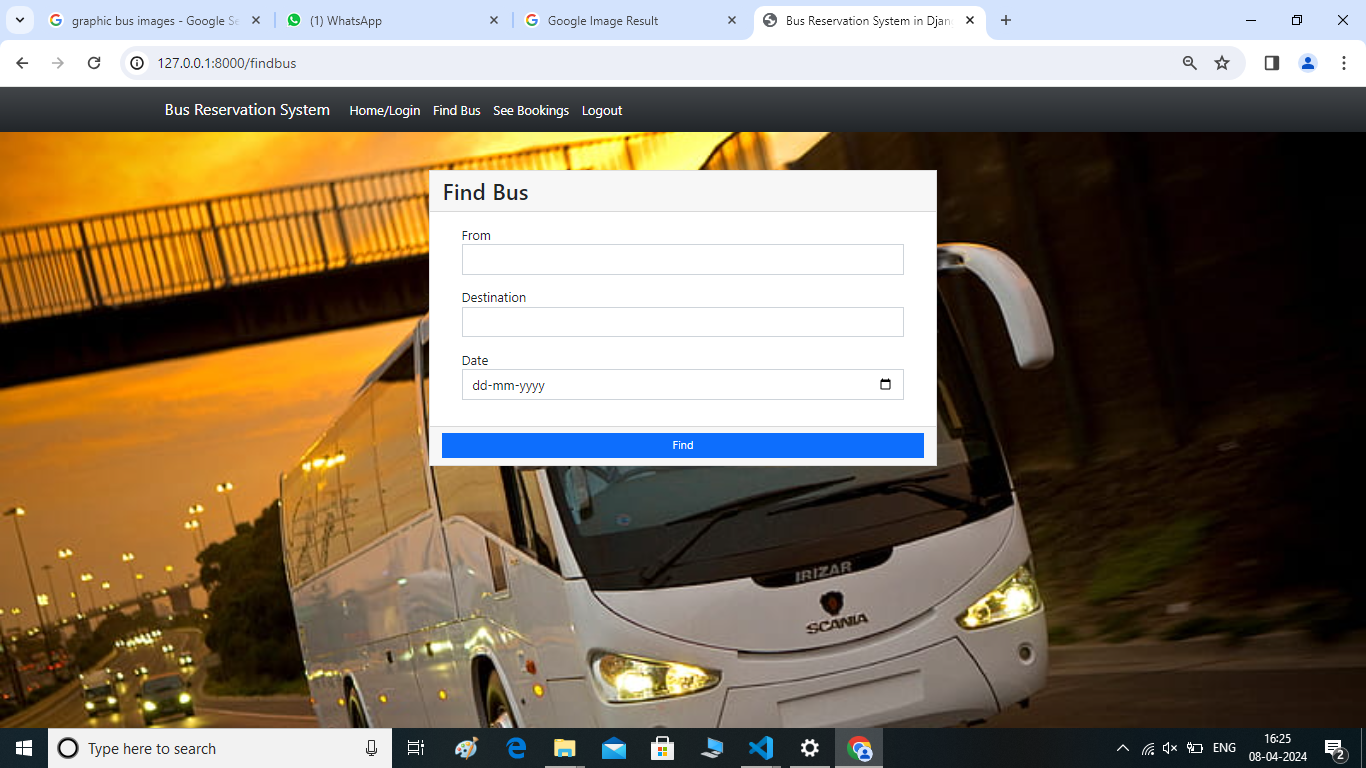 graphic bus images - Google Se
(1) WhatsApp
Google Image Result
Bus Reservation System in Djan
127.0.0.1:8000/findbus
Bus Reservation System Home/Login Find Bus See Bookings Logout
Find Bus
From
Destination
Date
dd-mm-yyyy
Find
IRIZAR
SCANIA
Type here to search
ENG
16:25
08-04-2024
2